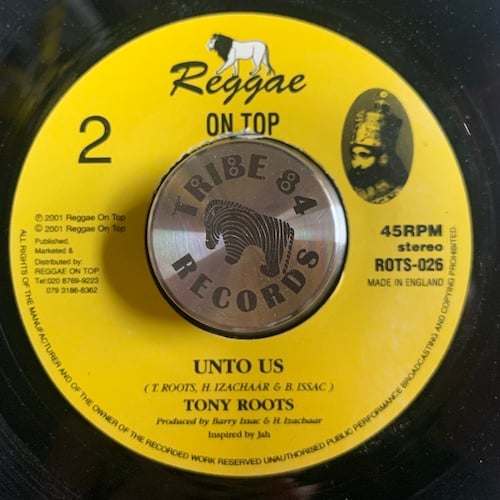 Reggae
ON TOP
2
℗ 2001 Reggae On Top
© 2001 Reggae On Top
Published,
Marketed &
Distributed by:
REGGAE ON TOP
Tel:020 8769-9223
079 3186-8362
TRIBE 84
RECORDS
45RPM
stereo
ROTS-026
MADE IN ENGLAND
UNTO US
( T. ROOTS, H. IZACHAAR & B. ISSAC )
TONY ROOTS
Produced by Barry Issac & H. Izachaar
Inspired by Jah
ALL RIGHTS OF THE MANUFACTURER AND OF THE OWNER OF THE RECORDED WORK RESERVED UNAUTHORISED PUBLIC PERFORMANCE BROADCASTING AND COPYING PROHIBITED.